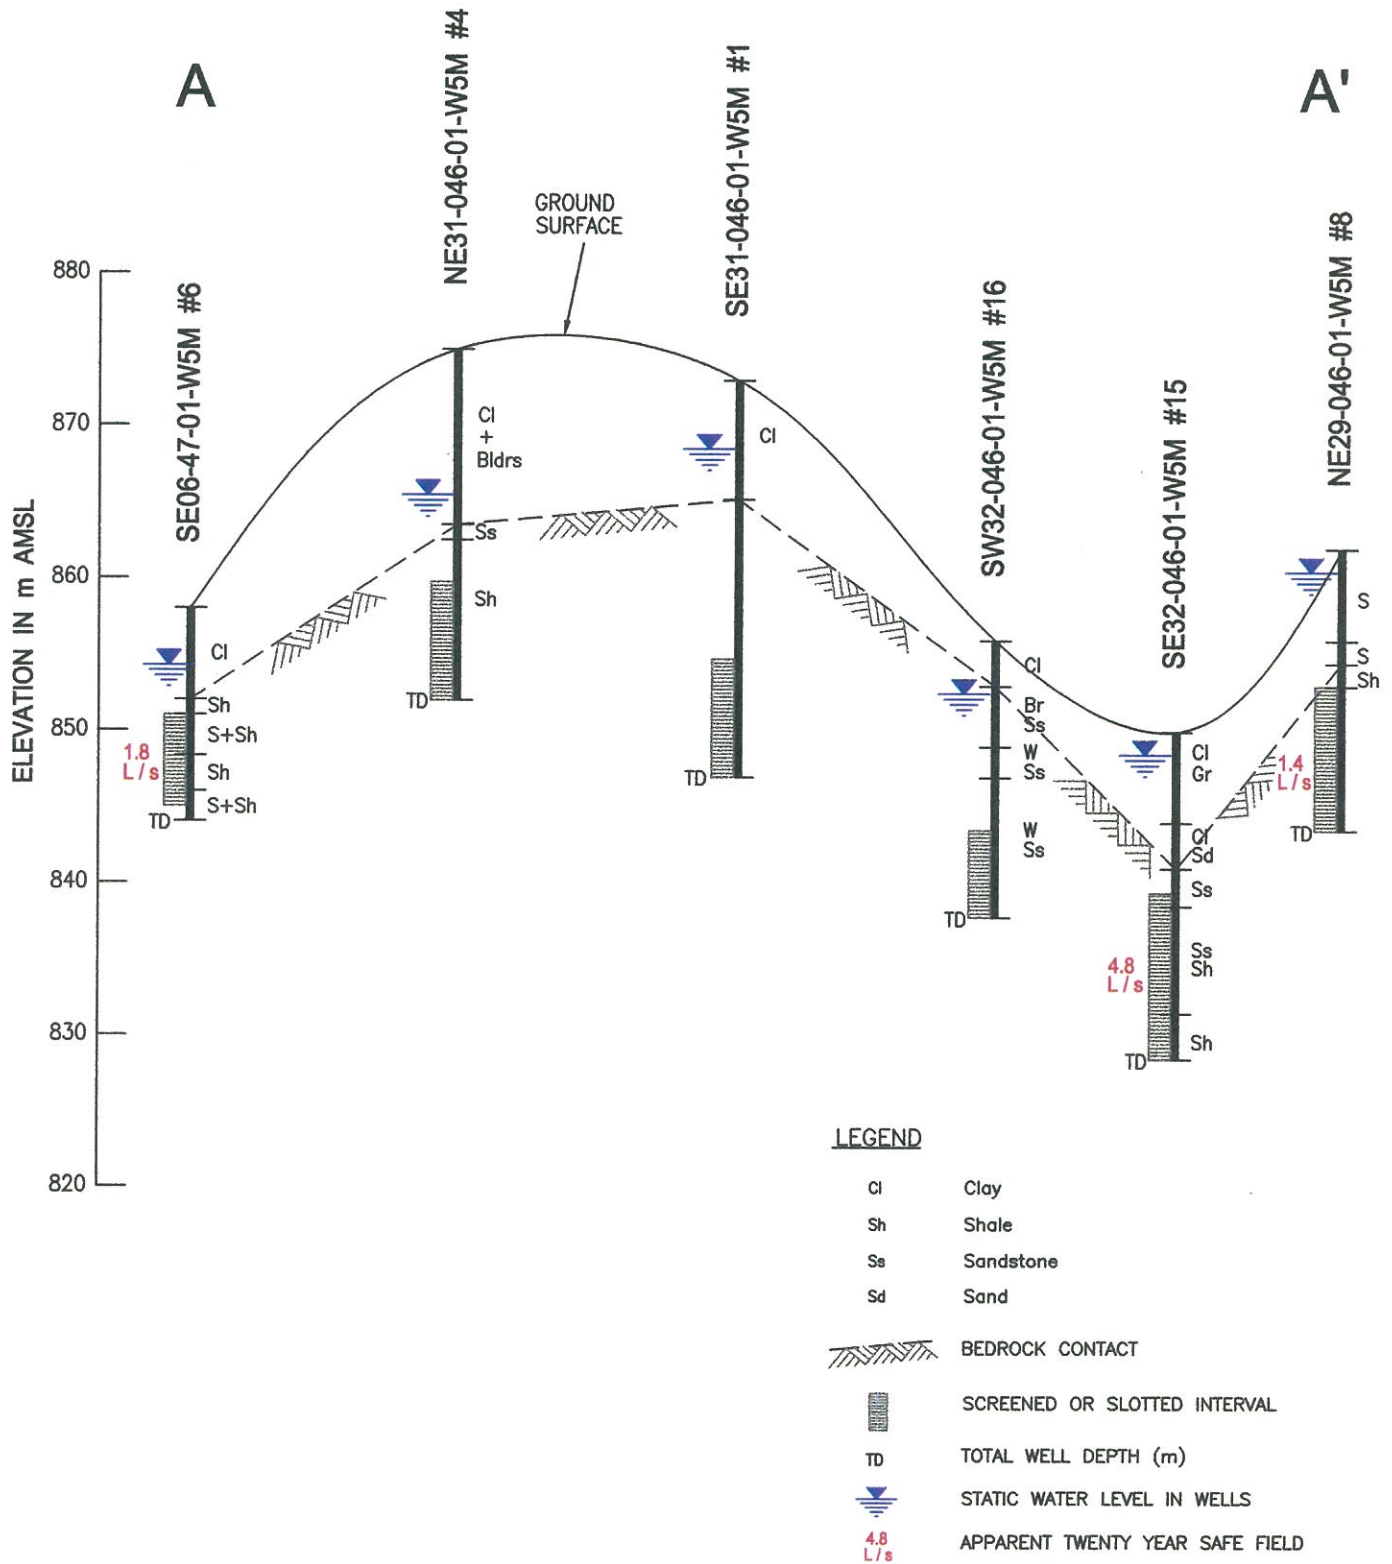 A
A'
NE31-046-01-W5M #4
SE31-046-01-W5M #1
NE29-046-01-W5M #8
SE06-47-01-W5M #6
SW32-046-01-W5M #16
SE32-046-01-W5M #15
GROUND
SURFACE
ELEVATION IN m AMSL
880
870
860
850
840
830
820
Cl
Sh
S+Sh
Sh
S+Sh
1.8
L/s
TD
Cl
+
Bldrs
Ss
Sh
TD
Cl
TD
Cl
Br
Ss
W
Ss
W
Ss
TD
Cl
Gr
Cl
Sd
Ss
Ss
Sh
Sh
4.8
L/s
TD
S
S
Sh
1.4
L/s
TD
LEGEND
Cl Clay
Sh Shale
Ss Sandstone
Sd Sand
BEDROCK CONTACT
SCREENED OR SLOTTED INTERVAL
TD TOTAL WELL DEPTH (m)
STATIC WATER LEVEL IN WELLS
4.8
L/s
APPARENT TWENTY YEAR SAFE FIELD